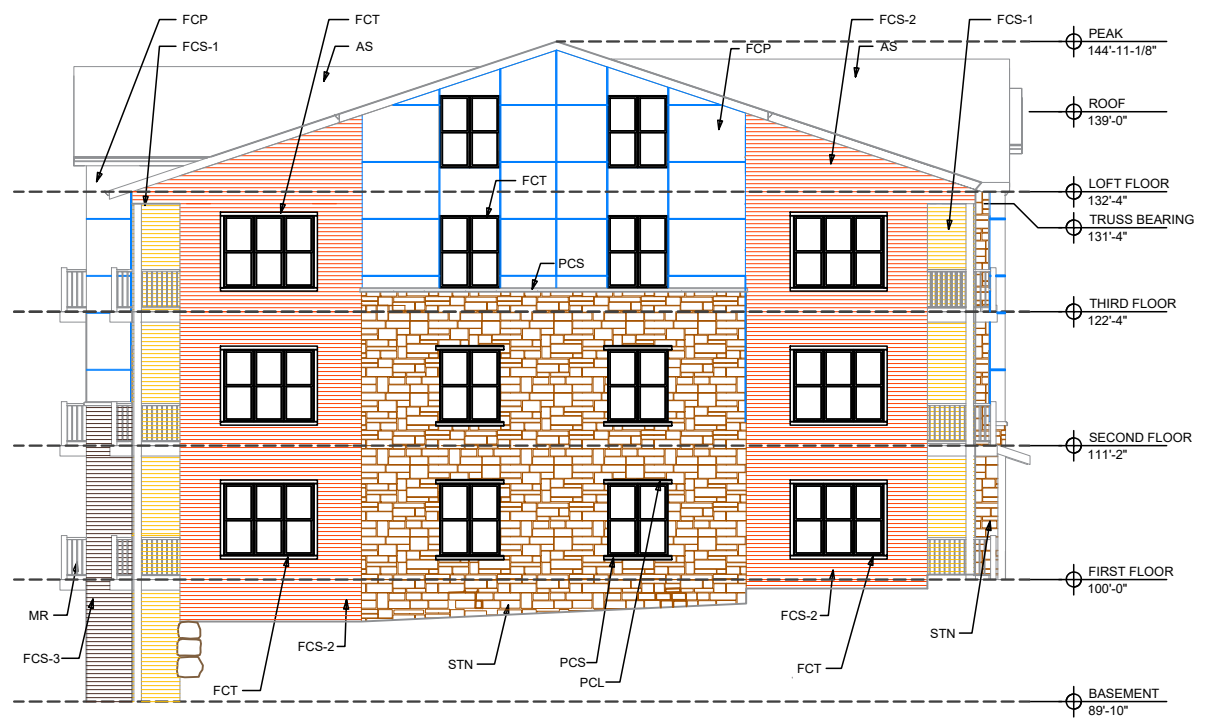 FCP
FCT
FCS-2
FCS-1
FCS-1
AS
FCP
AS
PEAK
144'-11-1/8"
ROOF
139'-0"
FCT
LOFT FLOOR
132'-4"
TRUSS BEARING
131'-4"
PCS
THIRD FLOOR
122'-4"
SECOND FLOOR
111'-2"
FIRST FLOOR
100'-0"
MR
FCS-2
FCS-2
STN
FCS-3
STN
PCS
FCT
PCL
FCT
BASEMENT
89'-10"